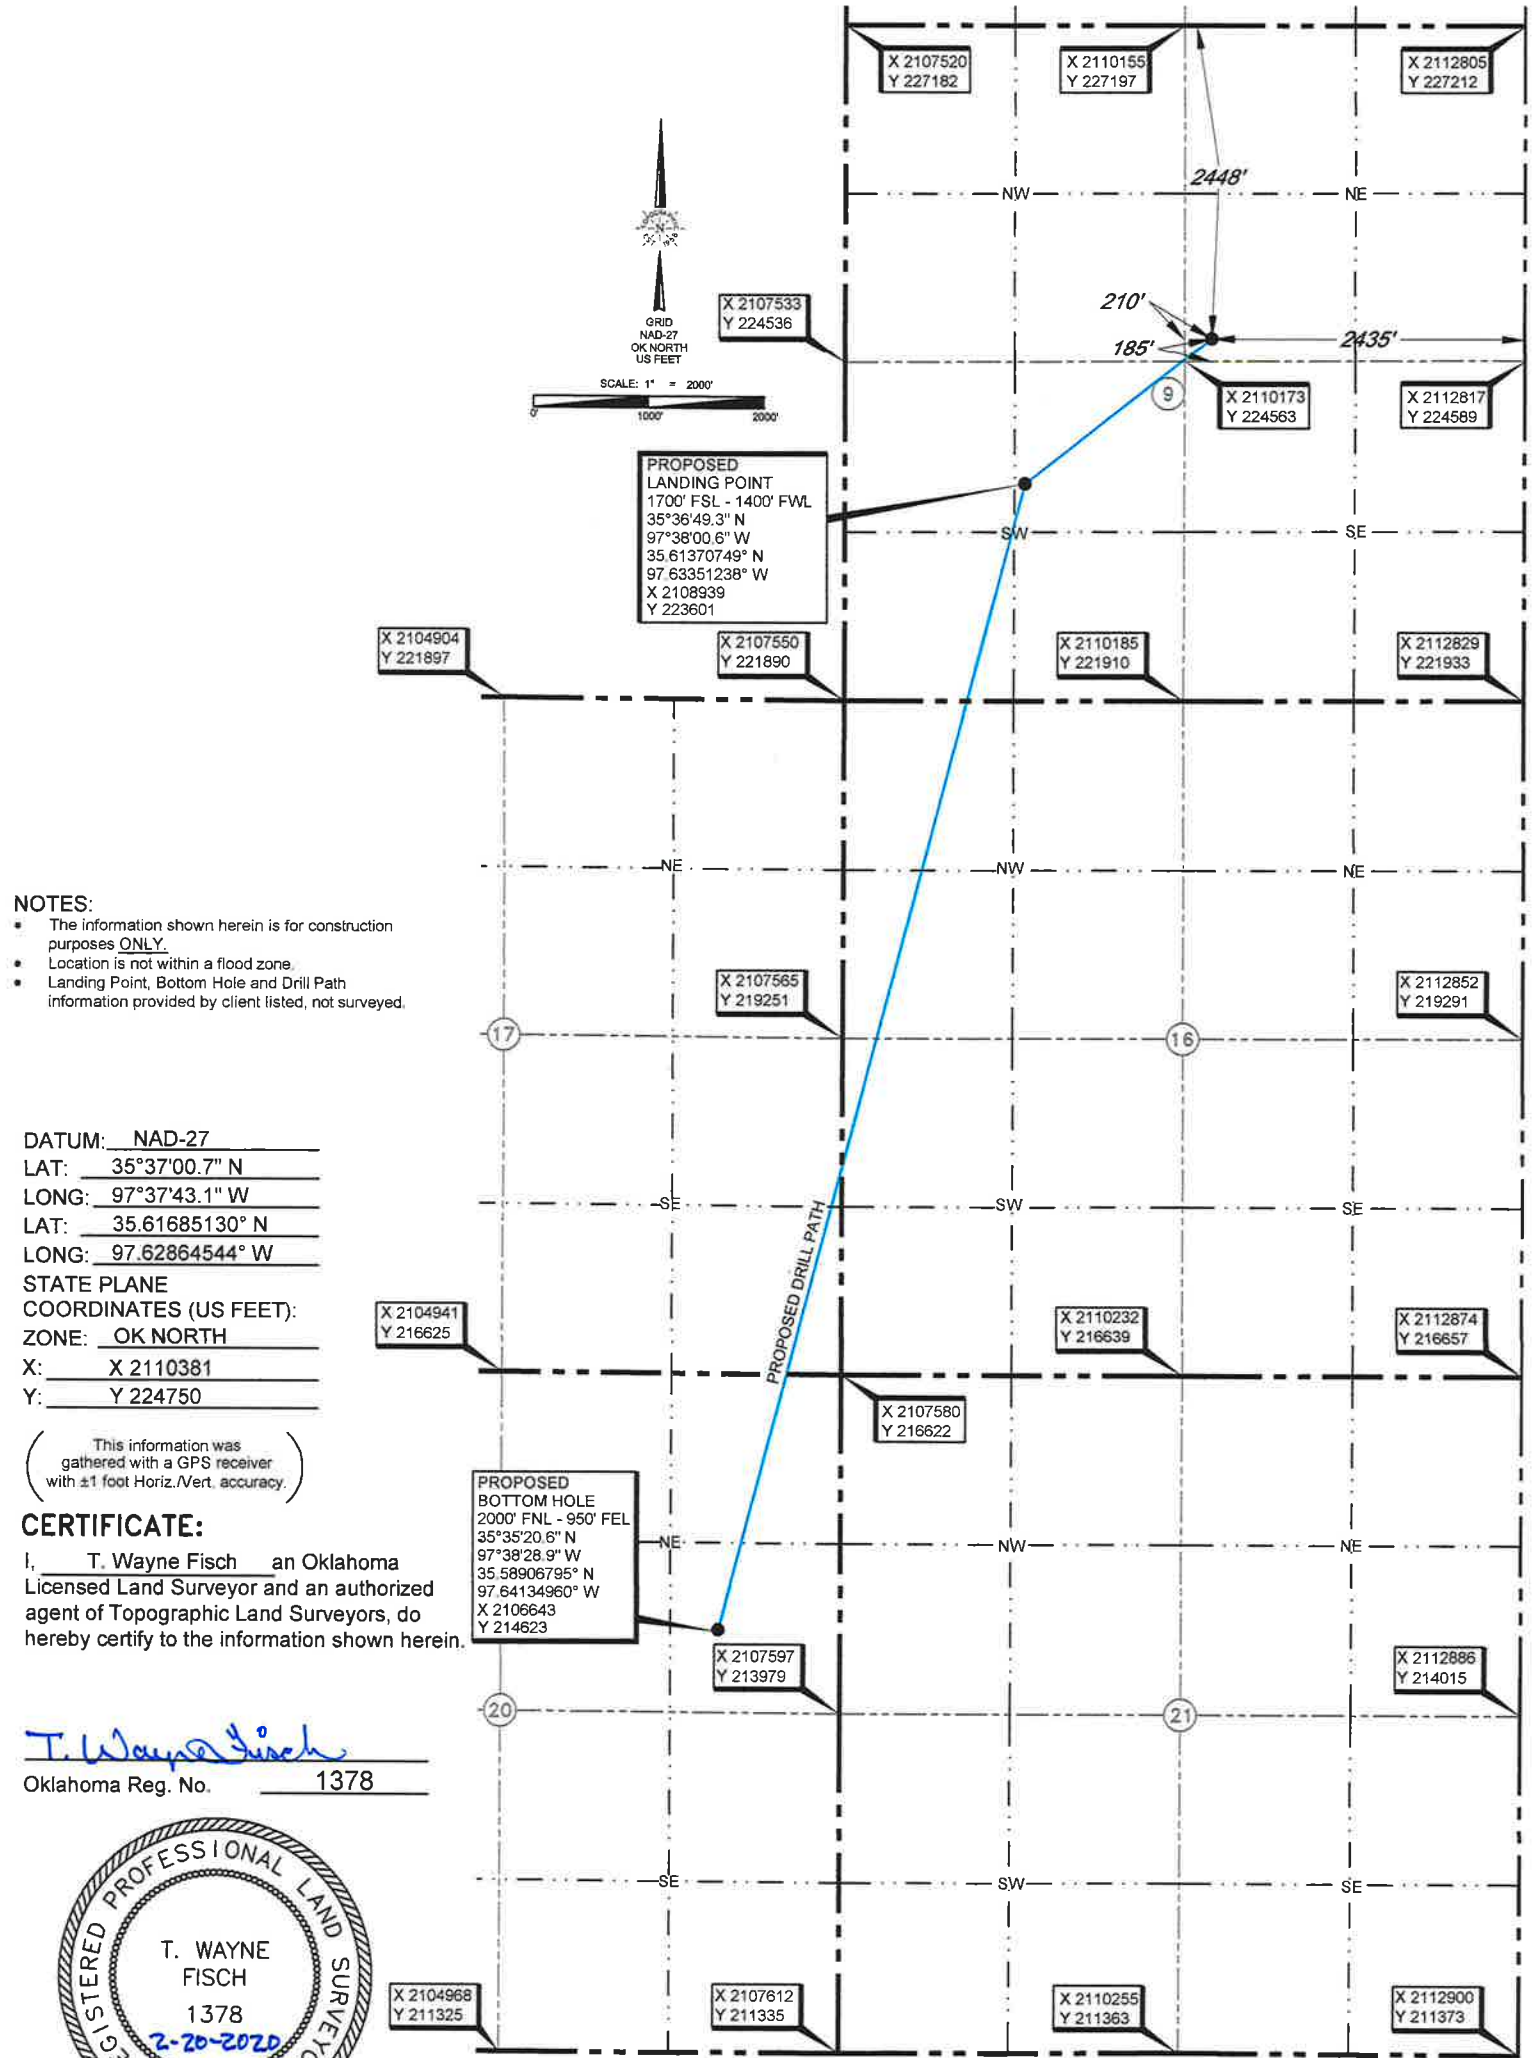 X 2107520
Y 227182
X 2110155
Y 227197
X 2112805
Y 227212
2448'
NW
NE
N
GRID
NAD-27
OK NORTH
US FEET
SCALE: 1" = 2000'
0'
1000'
2000'
X 2107533
Y 224536
210'
185'
2435'
9
X 2110173
Y 224563
X 2112817
Y 224589
PROPOSED
LANDING POINT
1700' FSL - 1400' FWL
35°36'49.3" N
97°38'00.6" W
35.61370749° N
97.63351238° W
X 2108939
Y 223601
SW
SE
X 2104904
Y 221897
X 2107550
Y 221890
X 2110185
Y 221910
X 2112829
Y 221933
NE
NW
NE
NOTES:
• The information shown herein is for construction
purposes ONLY.
• Location is not within a flood zone.
• Landing Point, Bottom Hole and Drill Path
information provided by client listed, not surveyed.
X 2107565
Y 219251
X 2112852
Y 219291
17
16
DATUM: NAD-27
LAT: 35°37'00.7" N
LONG: 97°37'43.1" W
LAT: 35.61685130° N
LONG: 97.62864544° W
STATE PLANE
COORDINATES (US FEET):
ZONE: OK NORTH
X: X 2110381
Y: Y 224750
SE
SW
SE
PROPOSED DRILL PATH
X 2104941
Y 216625
X 2110232
Y 216639
X 2112874
Y 216657
X 2107580
Y 216622
This information was
gathered with a GPS receiver
with ±1 foot Horiz./Vert. accuracy.
PROPOSED
BOTTOM HOLE
2000' FNL - 950' FEL
35°35'20.6" N
97°38'28.9" W
35.58906795° N
97.64134960° W
X 2106643
Y 214623
NE
NW
NE
CERTIFICATE:
I, T. Wayne Fisch an Oklahoma
Licensed Land Surveyor and an authorized
agent of Topographic Land Surveyors, do
hereby certify to the information shown herein.
X 2107597
Y 213979
X 2112886
Y 214015
20
21
T. Wayne Fisch
Oklahoma Reg. No. 1378
SE
SW
SE
REGISTERED PROFESSIONAL LAND SURVEYO
T. WAYNE
FISCH
1378
2-20-2020
X 2104968
Y 211325
X 2107612
Y 211335
X 2110255
Y 211363
X 2112900
Y 211373